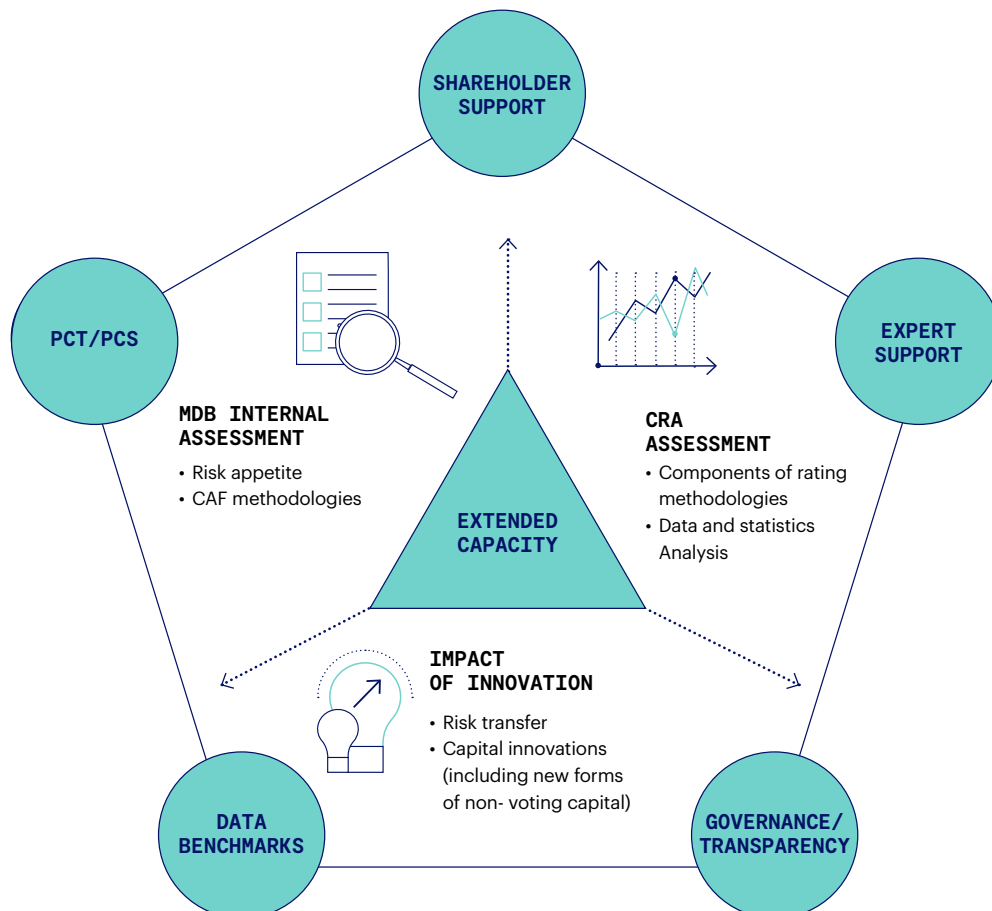 SHAREHOLDER
SUPPORT
PCT/PCS
EXPERT
SUPPORT
MDB INTERNAL
ASSESSMENT
• Risk appetite
• CAF methodologies
CRA
ASSESSMENT
• Components of rating
methodologies
• Data and statistics
Analysis
EXTENDED
CAPACITY
IMPACT
OF INNOVATION
• Risk transfer
• Capital innovations
(including new forms
of non- voting capital)
DATA
BENCHMARKS
GOVERNANCE/
TRANSPARENCY